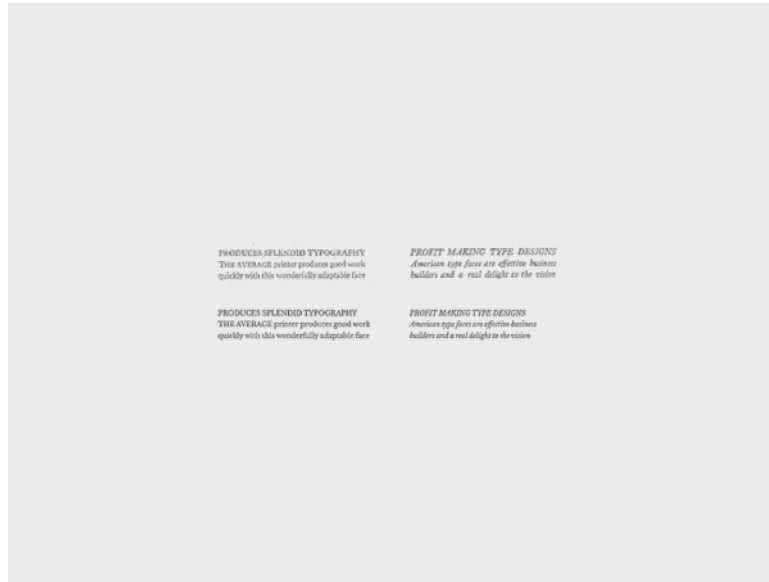 PRODUCES SPLENDID TYPOGRAPHY
THE AVERAGE printer produces good work
quickly with this wonderfully adaptable face
PROFIT MAKING TYPE DESIGNS
American type faces are effective business
builders and a real delight to the vision
PRODUCES SPLENDID TYPOGRAPHY
THE AVERAGE printer produces good work
quickly with this wonderfully adaptable face
PROFIT MAKING TYPE DESIGNS
American type faces are effective business
builders and a real delight to the vision